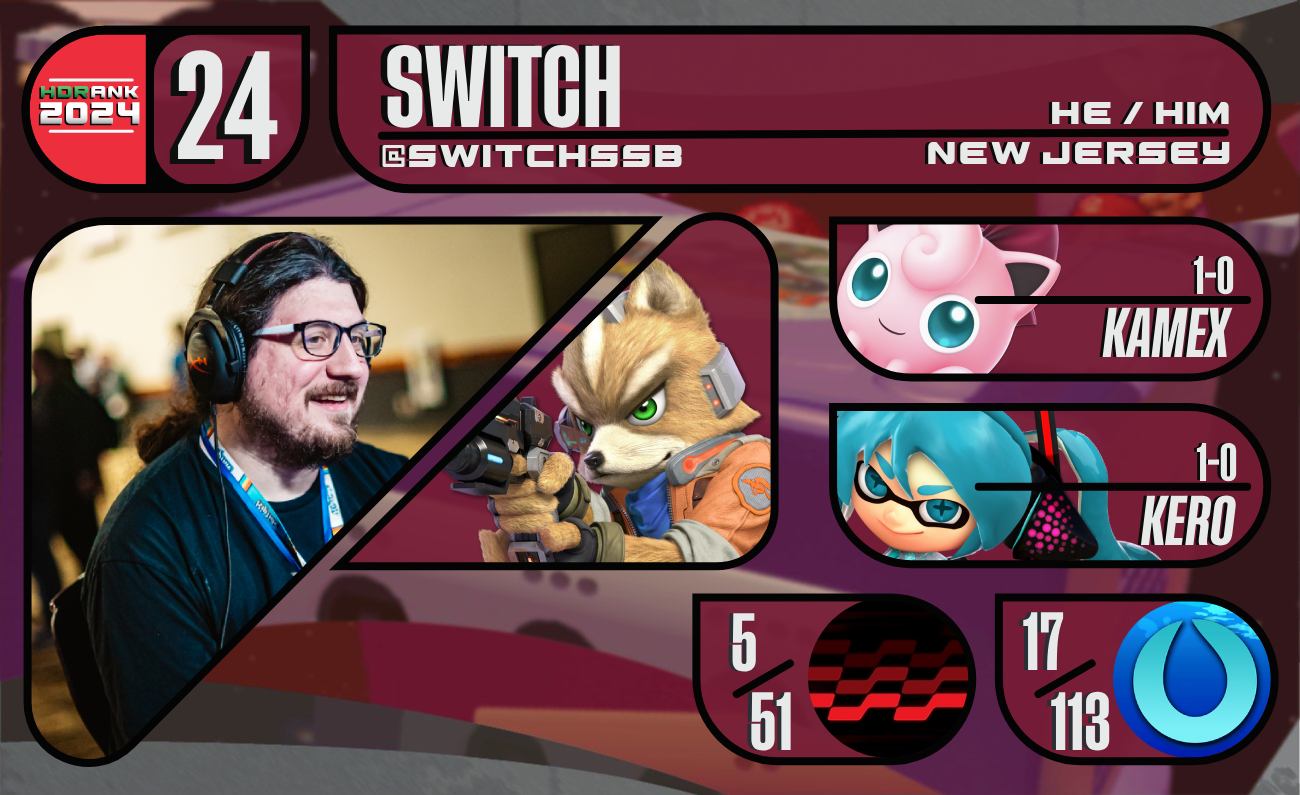 HDRANK
2024
24
SWITCH
HE / HIM
@SWITCHSSB
NEW JERSEY
1-0
KAMEX
1-0
KERO
5/51
17/113